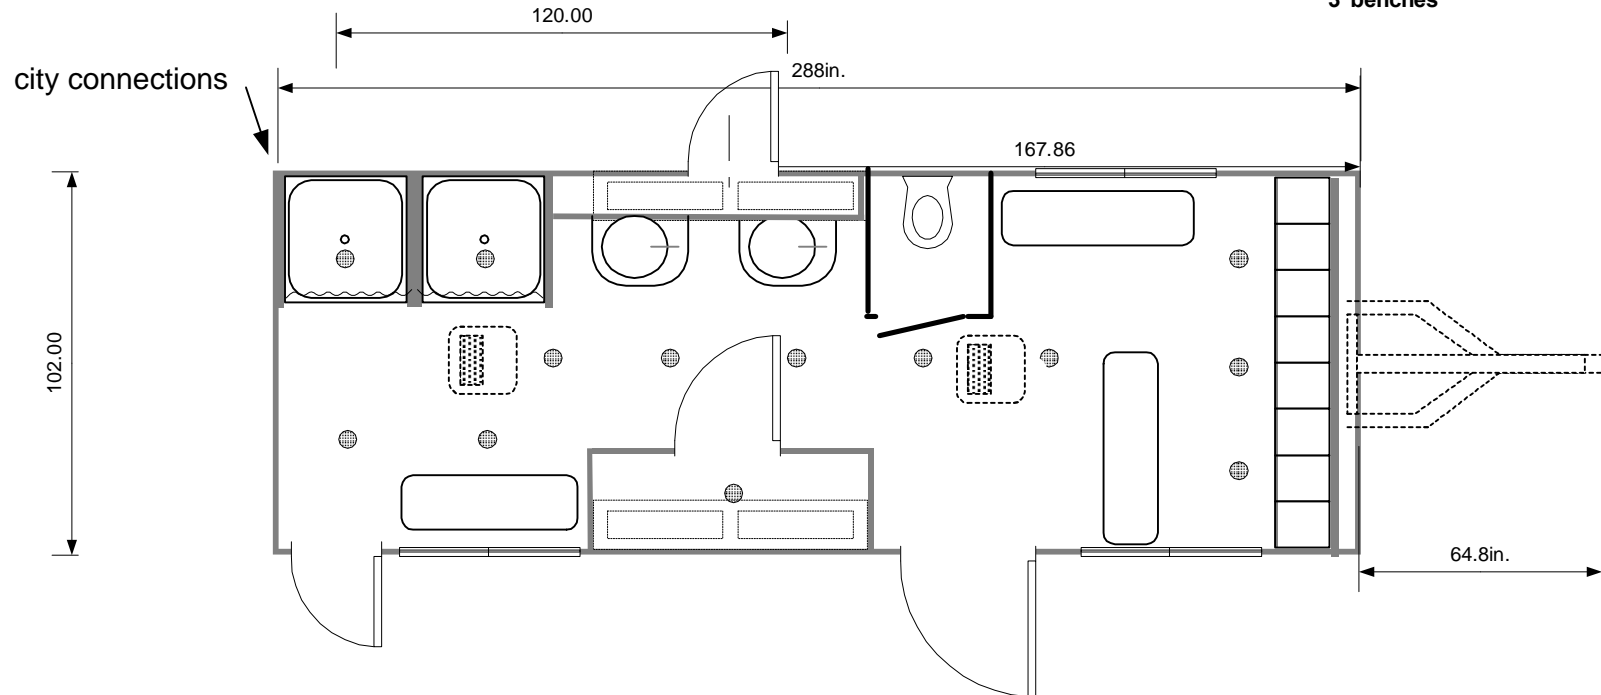 3 benches
120.00
288in.
city connections
167.86
102.00
64.8in.